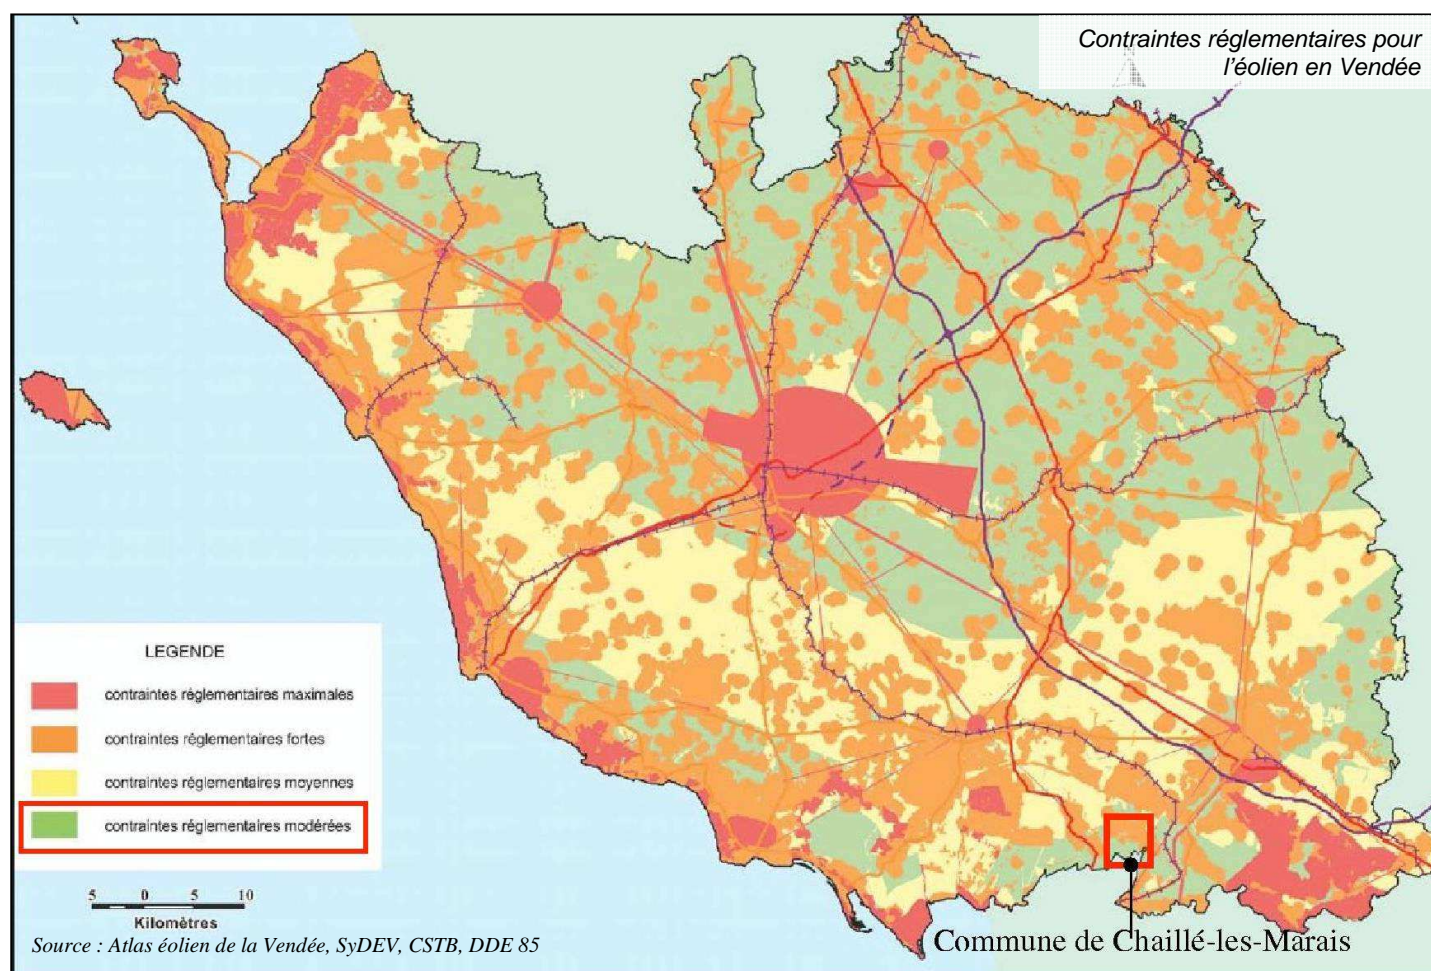 Contraintes réglementaires pour
l'éolien en Vendée
LEGENDE
contraintes réglementaires maximales
contraintes réglementaires fortes
contraintes réglementaires moyennes
contraintes réglementaires modérées
5 0 5 10
Kilomètres
Source : Atlas éolien de la Vendée, SyDEV, CSTB, DDE 85
Commune de Chaillé-les-Marais